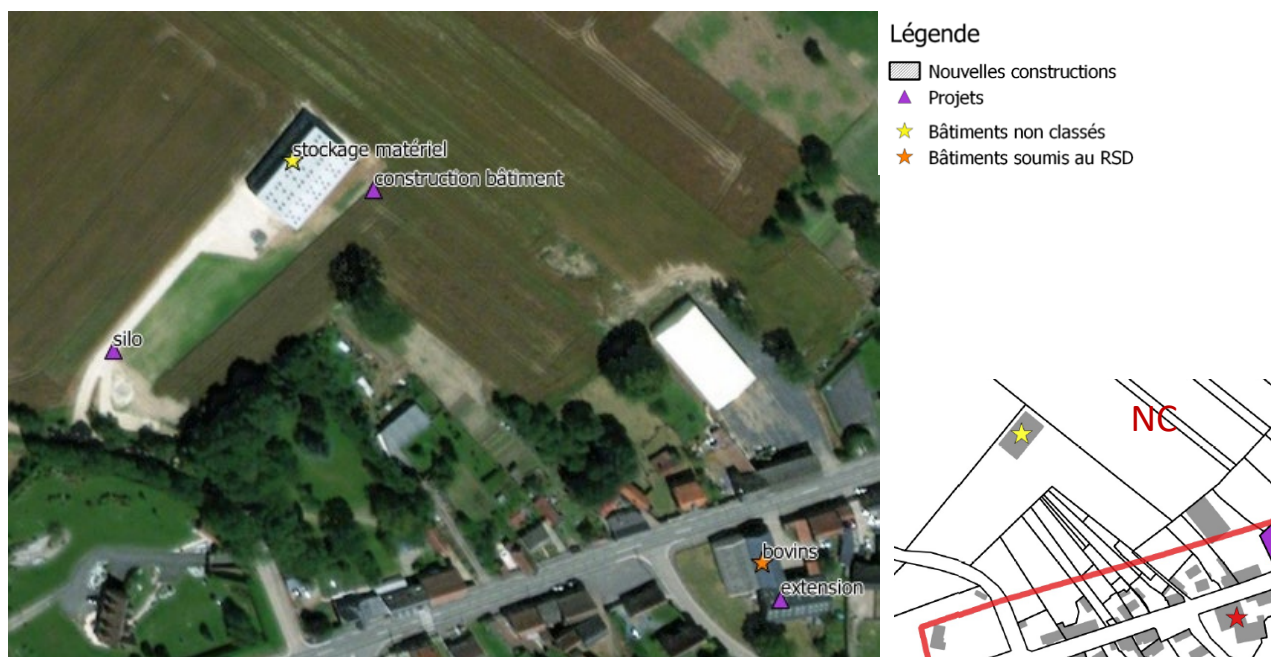 stockage matériel
construction bâtiment
silo
bovins
extension
Légende
Nouvelles constructions
Projets
Bâtiments non classés
Bâtiments soumis au RSD
NC